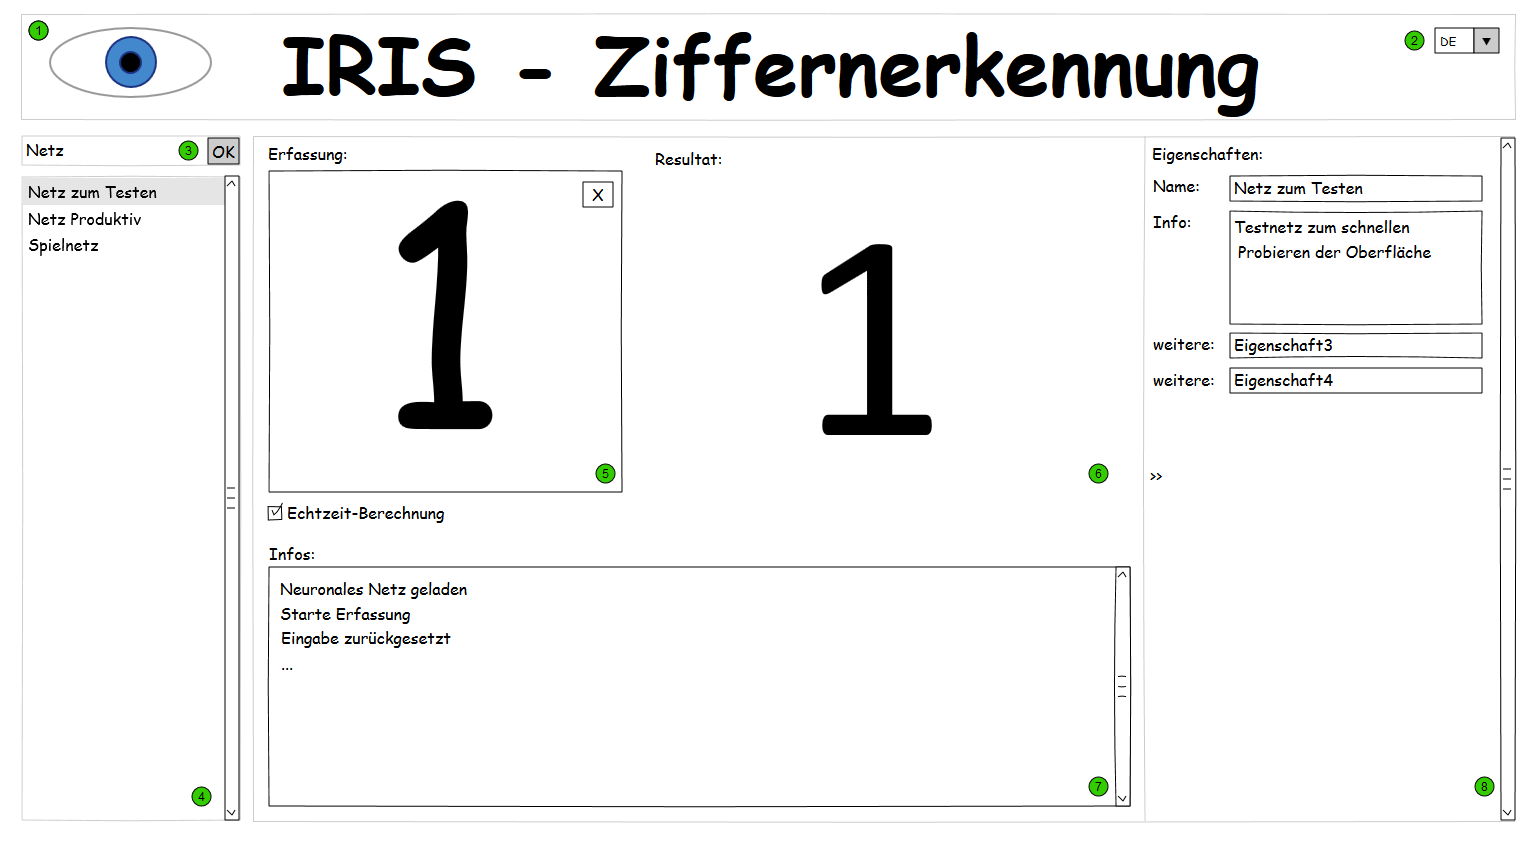 1
IRIS - Ziffernerkennung
2
DE
Netz
3
OK
Netz zum Testen
Netz Produktiv
Spielnetz
4
Erfassung:
X
1
5
Echtzeit-Berechnung
Resultat:
1
6
Infos:
Neuronales Netz geladen
Starte Erfassung
Eingabe zurückgesetzt
...
7
Eigenschaften:
Name: Netz zum Testen
Info: Testnetz zum schnellen
Probieren der Oberfläche
weitere: Eigenschaft3
weitere: Eigenschaft4
>>
8